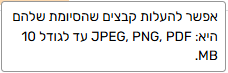 אפשר להעלות קבצים שהסיומת שלהם
היא: JPEG, PNG, PDF עד לגודל 10
MB.